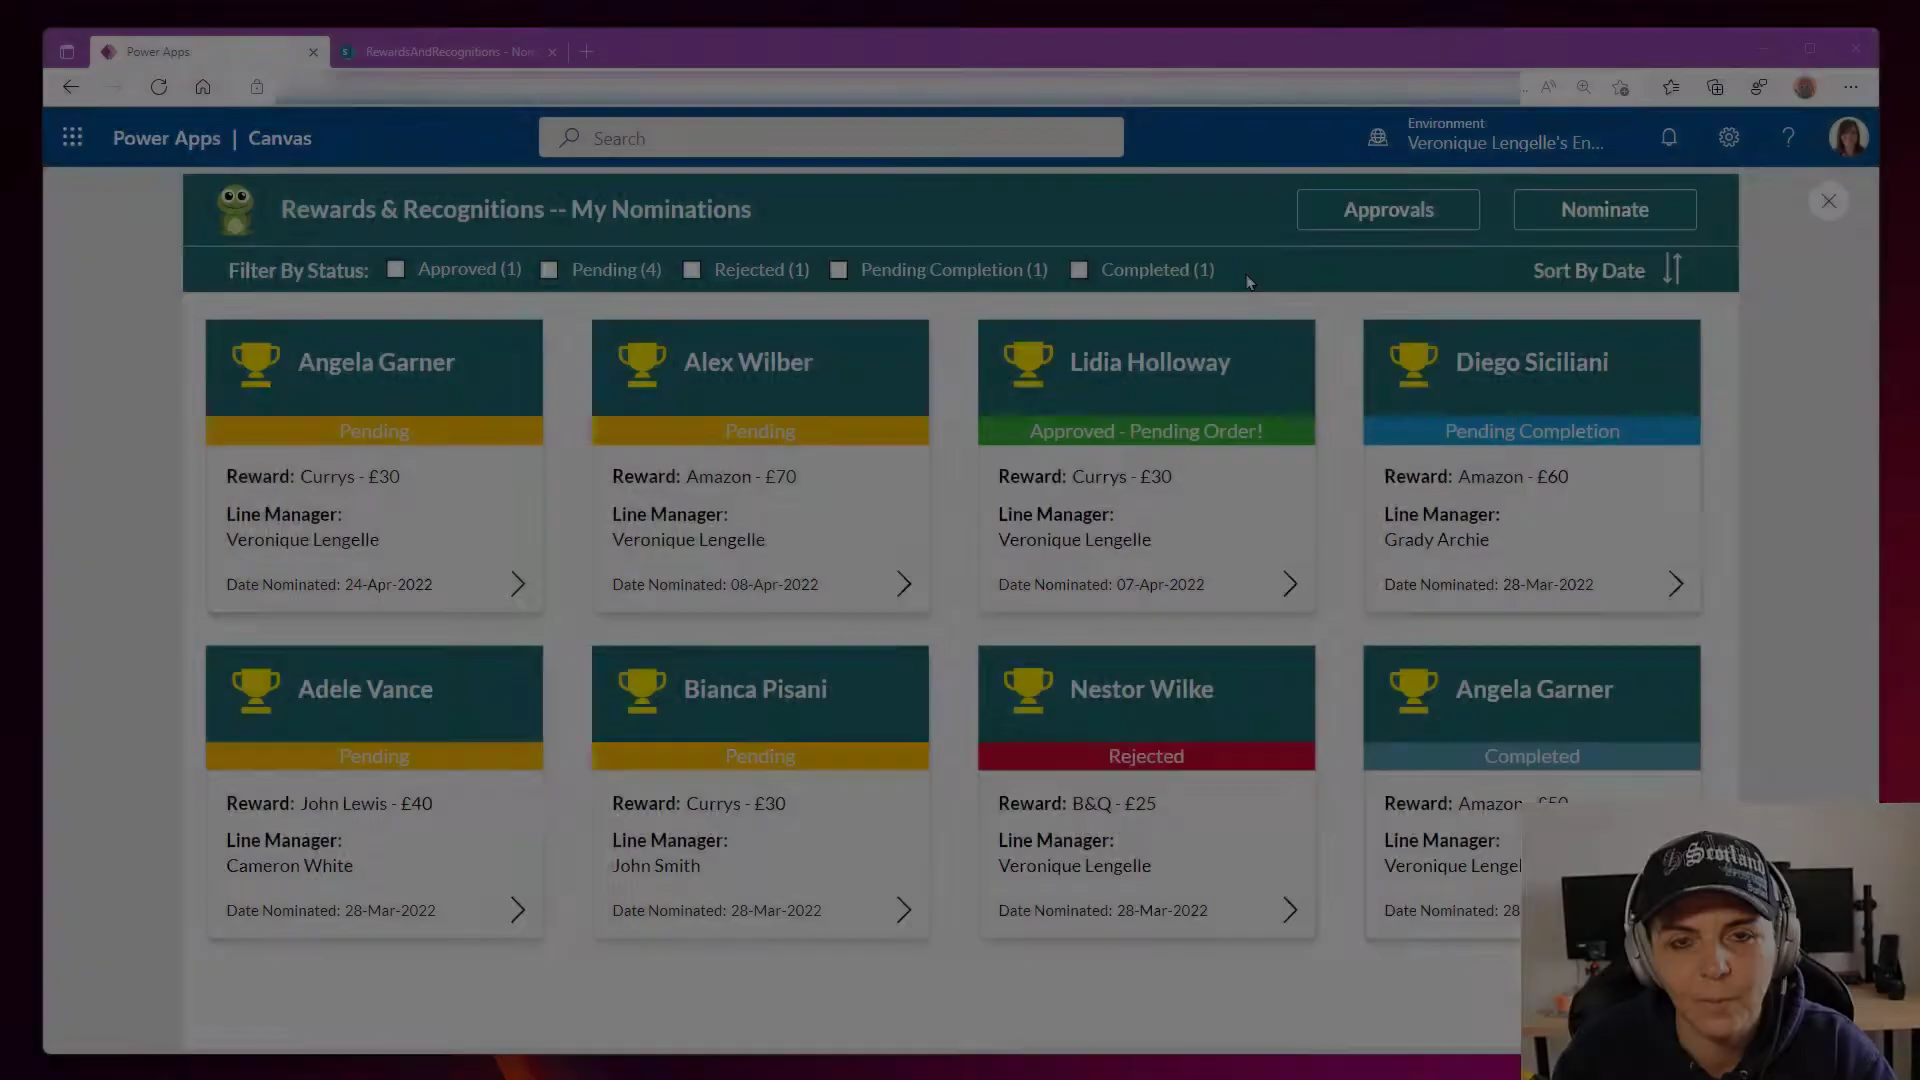 Power Apps
RewardsAndRecognitions - Non
Power Apps | Canvas
Search
Environment
Veronique Lengelle's En...
Rewards & Recognitions -- My Nominations
Approvals
Nominate
Filter By Status:
Approved (1)
Pending (4)
Rejected (1)
Pending Completion (1)
Completed (1)
Sort By Date
Angela Garner
Pending
Reward: Currys - £30
Line Manager:
Veronique Lengelle
Date Nominated: 24-Apr-2022
Alex Wilber
Pending
Reward: Amazon - £70
Line Manager:
Veronique Lengelle
Date Nominated: 08-Apr-2022
Lidia Holloway
Approved - Pending Order!
Reward: Currys - £30
Line Manager:
Veronique Lengelle
Date Nominated: 07-Apr-2022
Diego Siciliani
Pending Completion
Reward: Amazon - £60
Line Manager:
Grady Archie
Date Nominated: 28-Mar-2022
Adele Vance
Pending
Reward: John Lewis - £40
Line Manager:
Cameron White
Date Nominated: 28-Mar-2022
Bianca Pisani
Pending
Reward: Currys - £30
Line Manager:
John Smith
Date Nominated: 28-Mar-2022
Nestor Wilke
Rejected
Reward: B&Q - £25
Line Manager:
Veronique Lengelle
Date Nominated: 28-Mar-2022
Angela Garner
Completed
Reward: Amazon - £50
Line Manager:
Veronique Lengel
Date Nominated: 28
Scotland